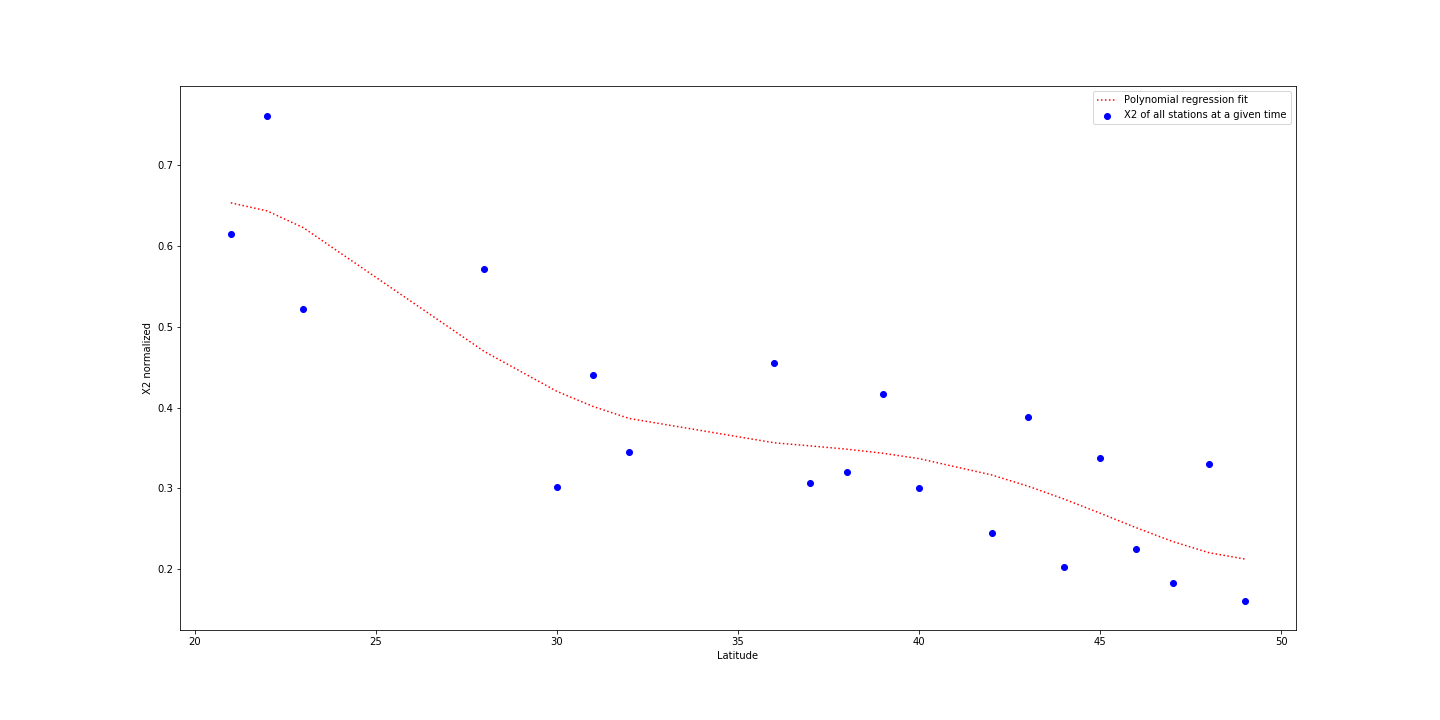 Polynomial regression fit
X2 of all stations at a given time
X2 normalized
0.7
0.6
0.5
0.4
0.3
0.2
20 25 30 35 40 45 50
Latitude